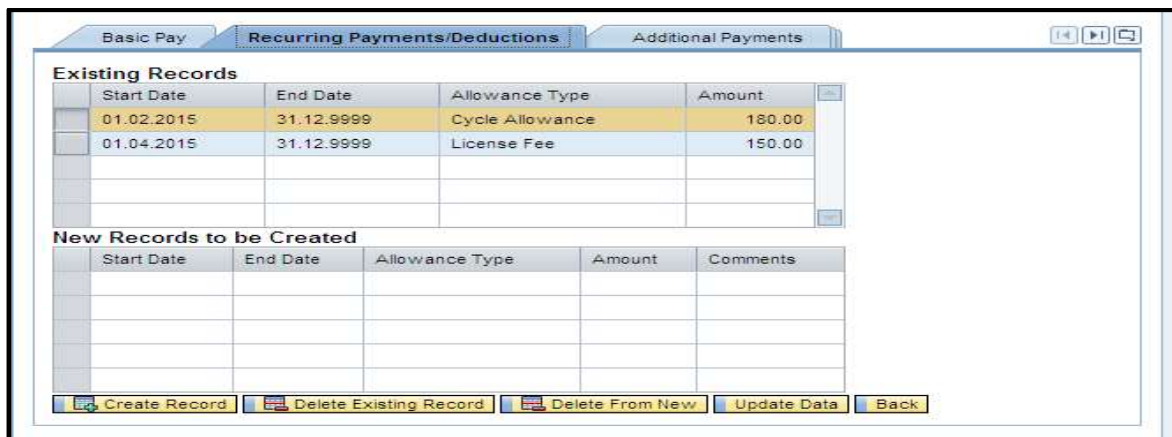 Basic Pay Recurring Payments/Deductions Additional Payments
Existing Records
Start Date End Date Allowance Type Amount
01.02.2015 31.12.9999 Cycle Allowance 180.00
01.04.2015 31.12.9999 License Fee 150.00
New Records to be Created
Start Date End Date Allowance Type Amount Comments
Create Record Delete Existing Record Delete From New Update Data Back